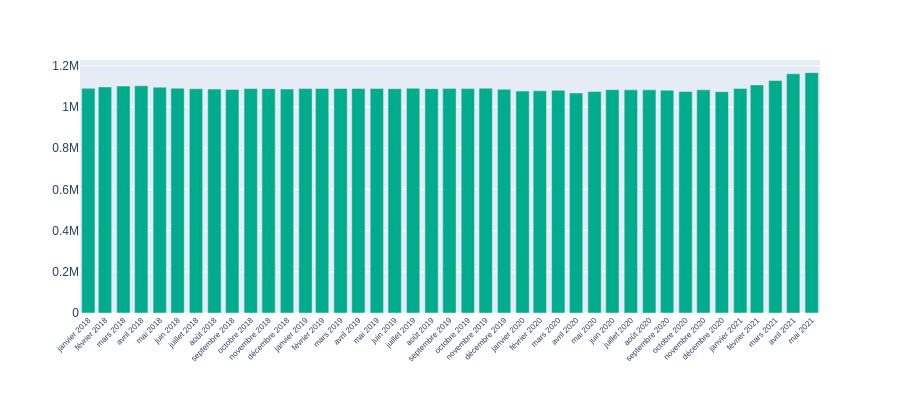 1.2M
1M
0.8M
0.6M
0.4M
0.2M
0
janvier 2018
février 2018
mars 2018
avril 2018
mai 2018
juin 2018
juillet 2018
août 2018
septembre 2018
octobre 2018
novembre 2018
décembre 2018
janvier 2019
février 2019
mars 2019
avril 2019
mai 2019
juin 2019
juillet 2019
août 2019
septembre 2019
octobre 2019
novembre 2019
décembre 2019
janvier 2020
février 2020
mars 2020
avril 2020
mai 2020
juin 2020
juillet 2020
août 2020
septembre 2020
octobre 2020
novembre 2020
décembre 2020
janvier 2021
février 2021
mars 2021
avril 2021
mai 2021